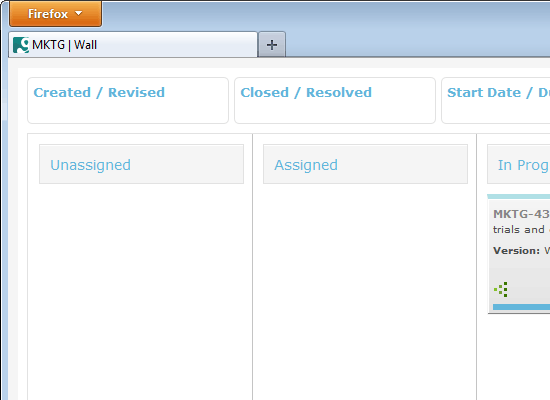 Firefox
MKTG | Wall
Created / Revised
Closed / Resolved
Start Date / D
Unassigned
Assigned
In Prog
MKTG-43
trials and
Version: